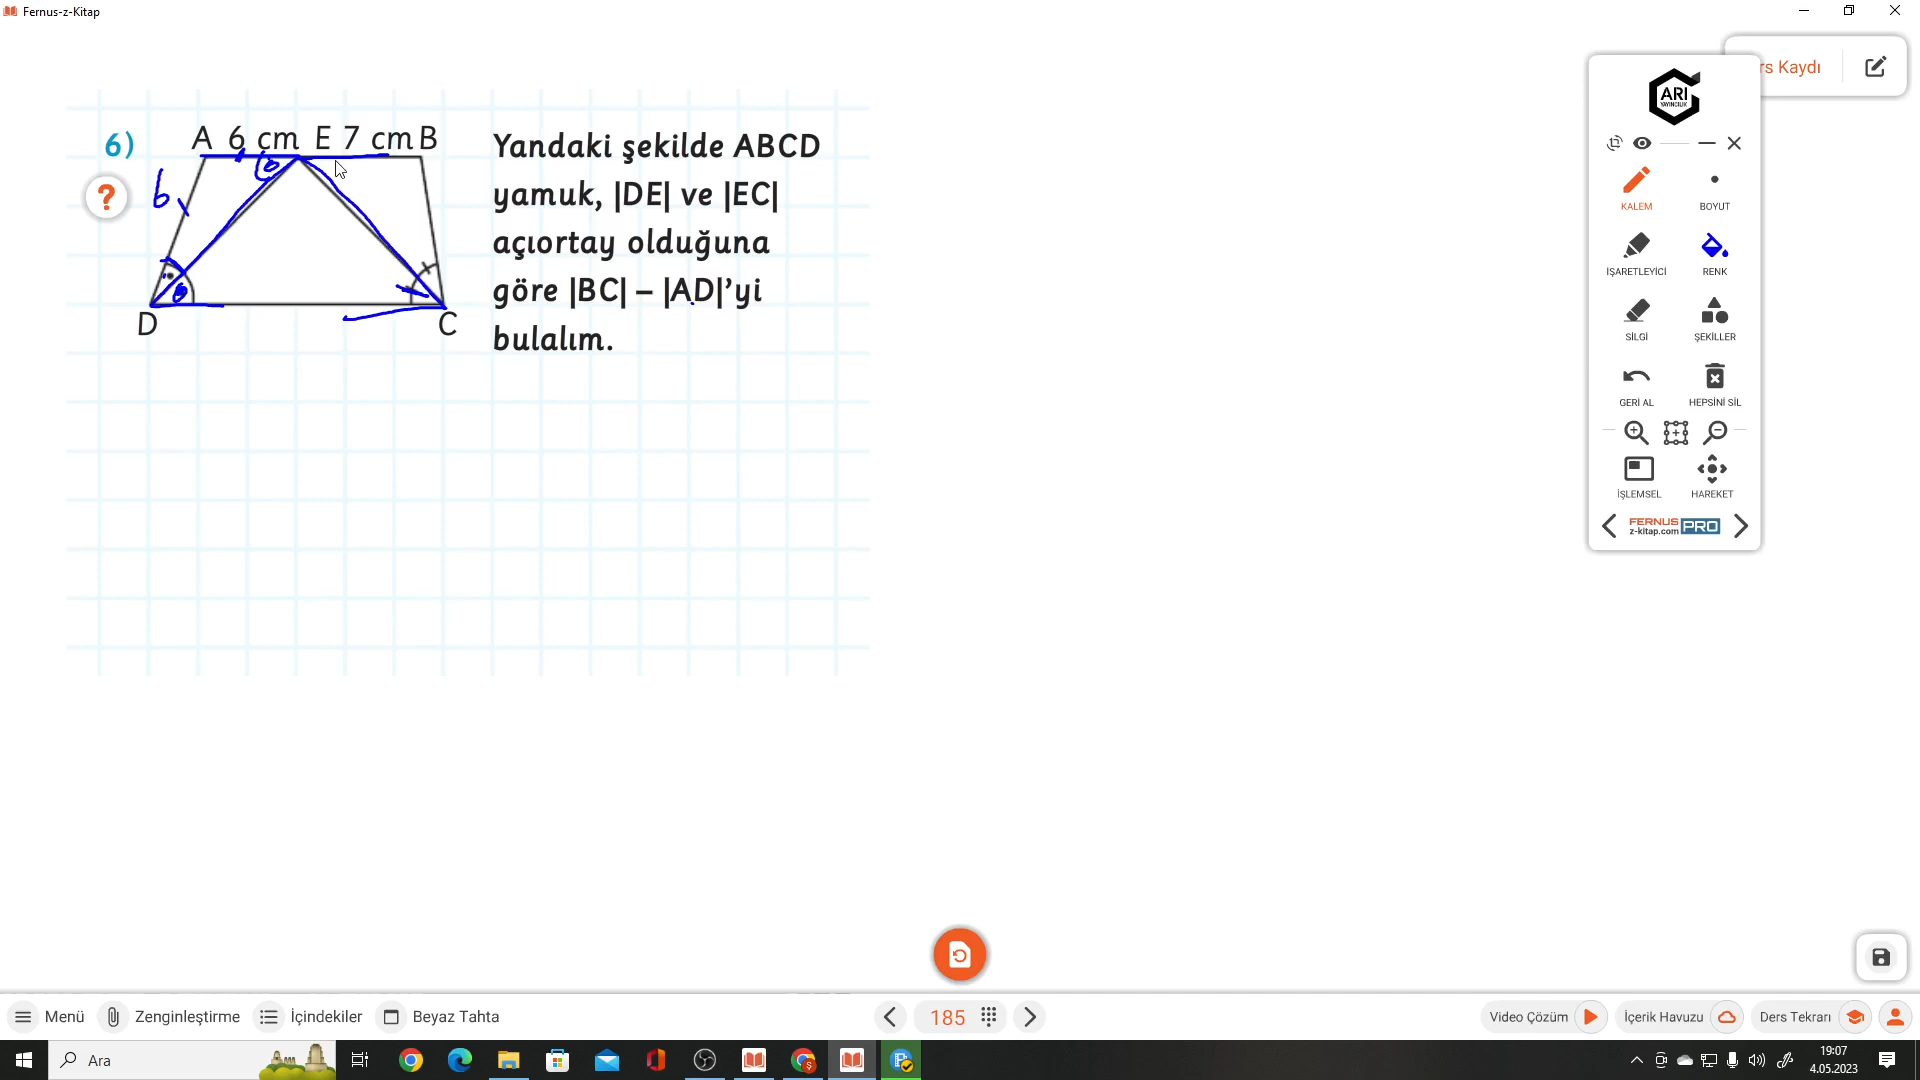 Fernus-z-Kitap
rs Kaydı
ARI
YAYINCILIK
6)
A 6 cm E 7 cm B
6
D
C
?
Yandaki şekilde ABCD
yamuk, |DE| ve |EC|
açıortay olduğuna
göre |BC| – |AD|’yi
bulalım.
KALEM
BOYUT
İŞARETLEYİCİ
RENK
SİLGİ
ŞEKİLLER
GERİ AL
HEPSİNİ SİL
İŞLEMSEL
HAREKET
FERNUS PRO
z-kitap.com
Menü
Zenginleştirme
İçindekiler
Beyaz Tahta
185
Video Çözüm
İçerik Havuzu
Ders Tekrarı
Ara
19:07
4.05.2023